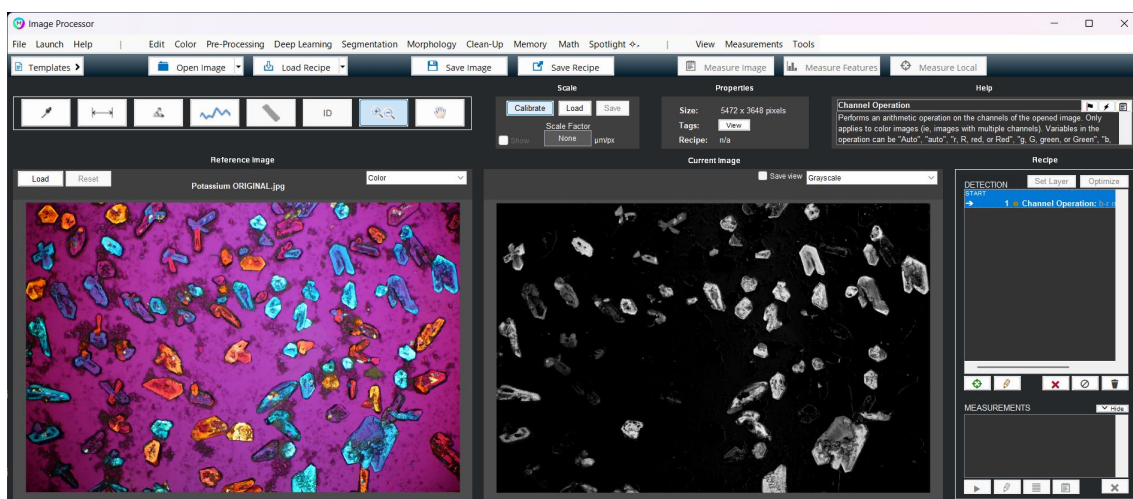 Image Processor
File Launch Help | Edit Color Pre-Processing Deep Learning Segmentation Morphology Clean-Up Memory Math Spotlight | View Measurements Tools
Templates Open Image Load Recipe Save Image Save Recipe Measure Image Measure Features Measure Local
Scale Properties Help
Calibrate Load Save
Scale Factor
Show None µm/px
Size: 5472 x 3648 pixels
Tags: View
Recipe: n/a
Channel Operation
Performs an arithmetic operation on the channels of the opened image. Only
applies to color images (ie, images with multiple channels). Variables in the
operation can be "Auto", "auto", "r, R, red, or Red", "g, G, green, or Green", "b,
ID
Reference Image Current Image Recipe
Load Reset Potassium ORIGINAL.jpg Color
Save view Grayscale
DETECTION Set Layer Optimize
START
1 Channel Operation: b-r
MEASUREMENTS Hide